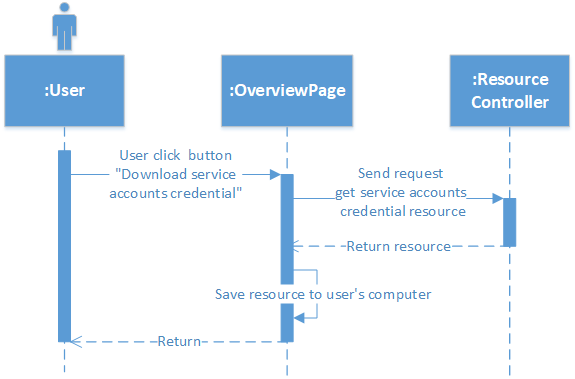 :User
:OverviewPage
:Resource
Controller
User click  button
"Download service
accounts credential"
Send request
get service accounts
credential resource
Return resource
Save resource to user's computer
Return